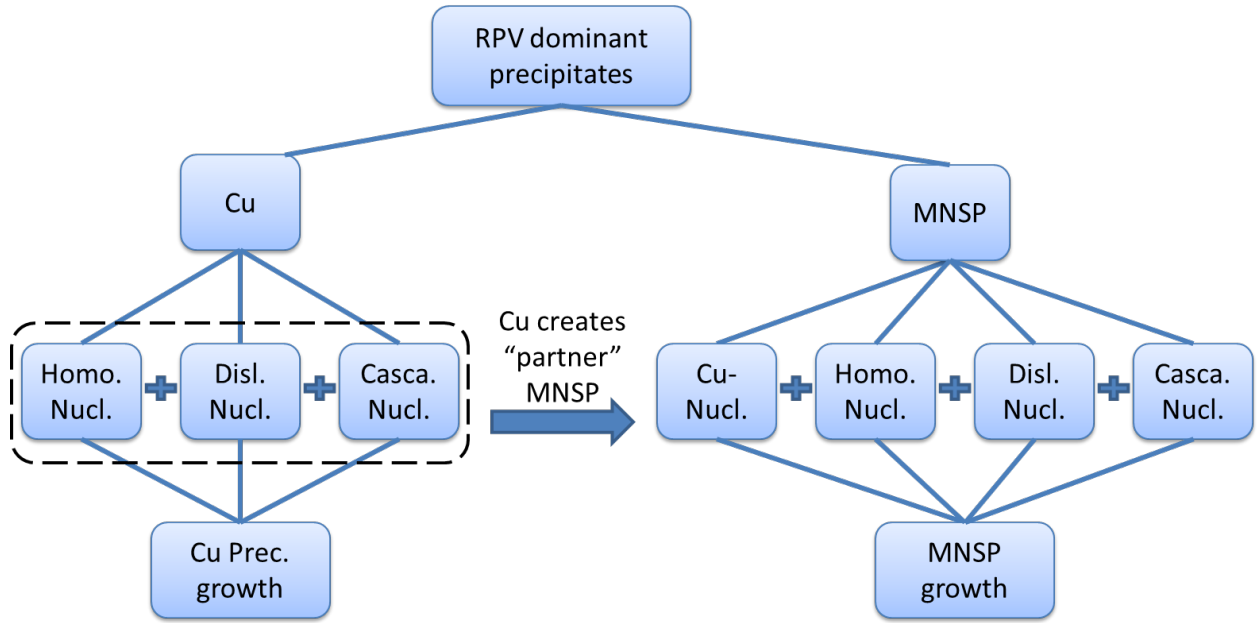 RPV dominant
precipitates
Cu
MNSP
Homo.
Nucl.
Disl.
Nucl.
Casca.
Nucl.
Cu creates
“partner”
MNSP
Cu-
Nucl.
Homo.
Nucl.
Disl.
Nucl.
Casca.
Nucl.
Cu Prec.
growth
MNSP
growth